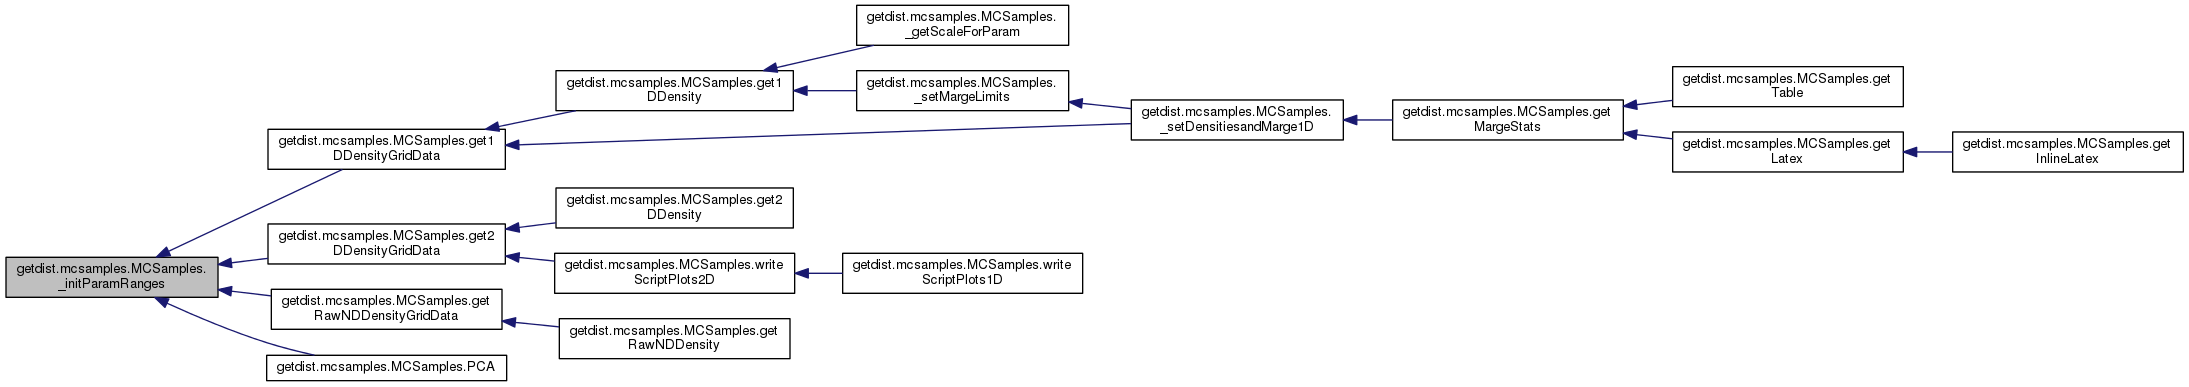 getdist.mcsamples.MCSamples.
_initParamRanges
getdist.mcsamples.MCSamples.get1
DDensityGridData
getdist.mcsamples.MCSamples.get1
DDensity
getdist.mcsamples.MCSamples.
_getScaleForParam
getdist.mcsamples.MCSamples.
_setMargeLimits
getdist.mcsamples.MCSamples.
_setDensitiesandMarge1D
getdist.mcsamples.MCSamples.get
MargeStats
getdist.mcsamples.MCSamples.get
Table
getdist.mcsamples.MCSamples.get
Latex
getdist.mcsamples.MCSamples.get
InlineLatex
getdist.mcsamples.MCSamples.get2
DDensityGridData
getdist.mcsamples.MCSamples.get2
DDensity
getdist.mcsamples.MCSamples.write
ScriptPlots2D
getdist.mcsamples.MCSamples.write
ScriptPlots1D
getdist.mcsamples.MCSamples.get
RawNDDensityGridData
getdist.mcsamples.MCSamples.get
RawNDDensity
getdist.mcsamples.MCSamples.PCA